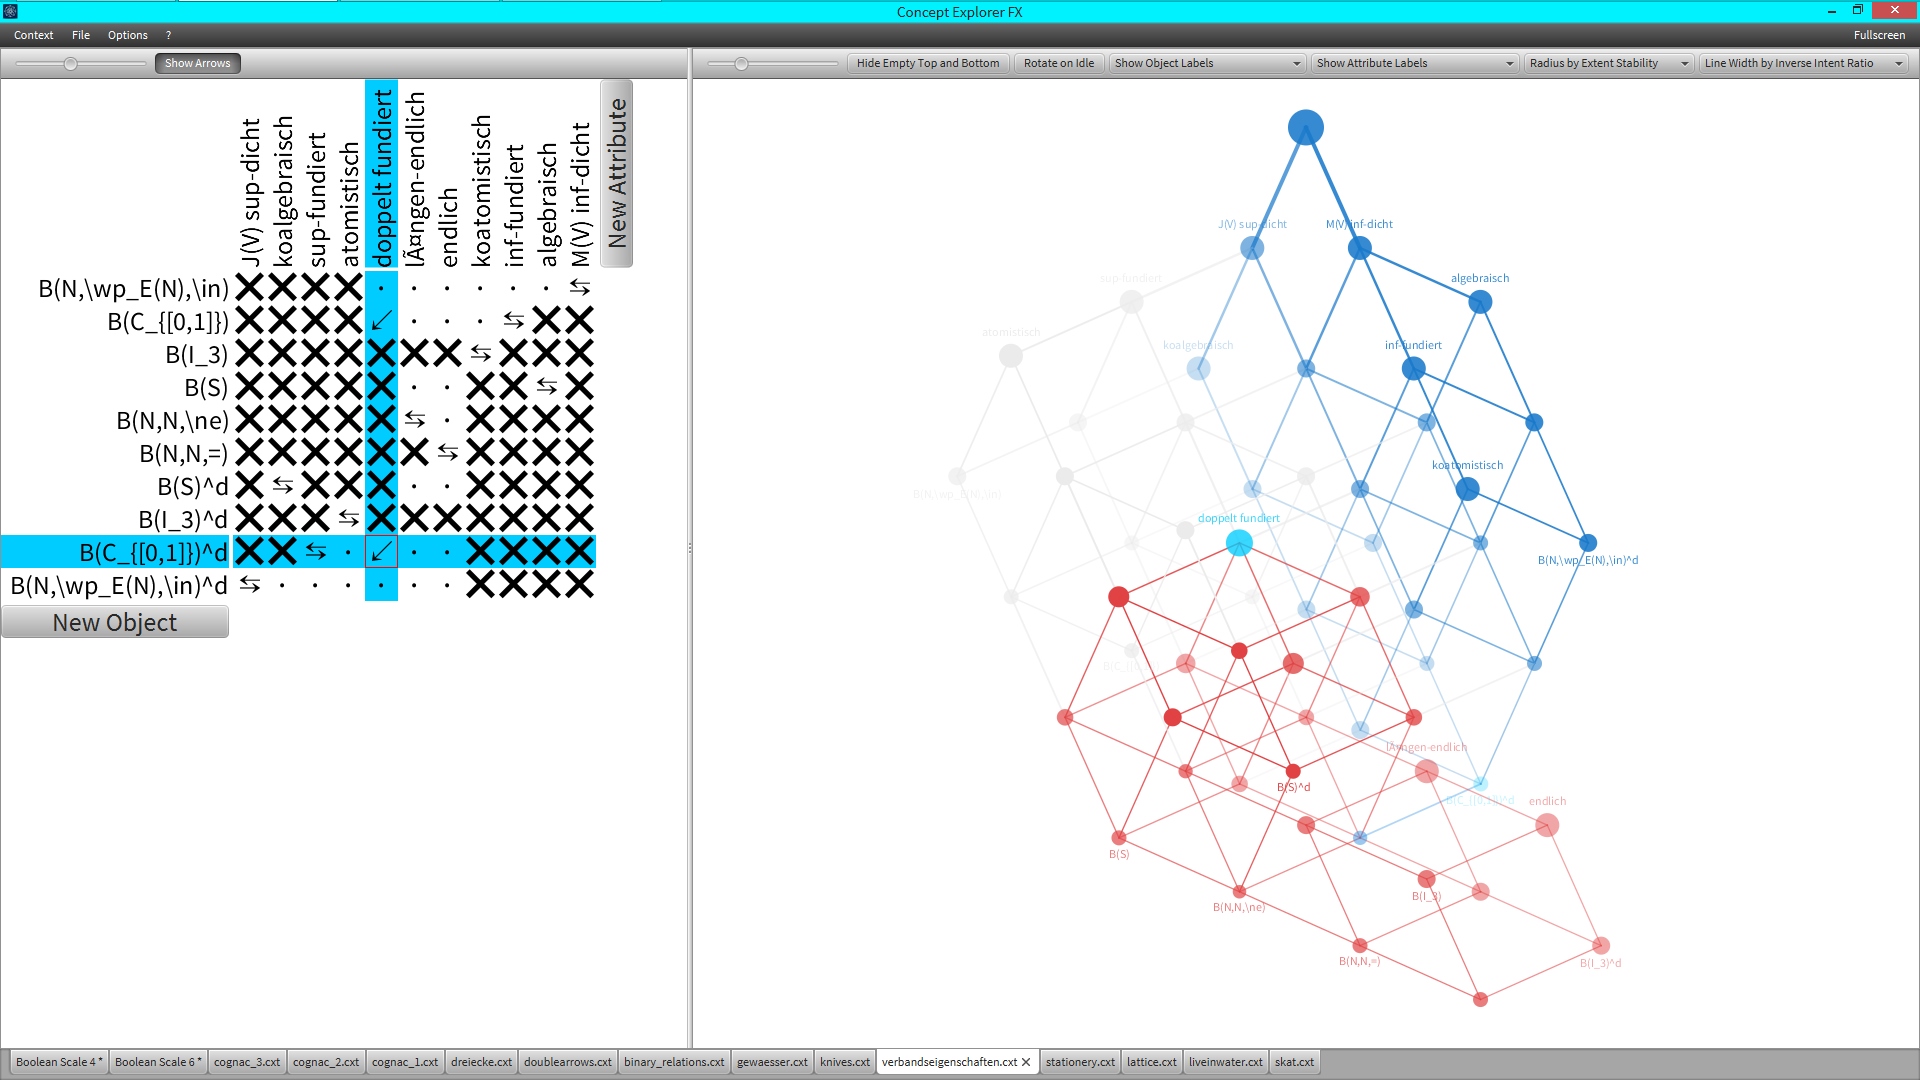 Concept Explorer FX
Context File Options ? Fullscreen
Show Arrows
Hide Empty Top and Bottom
Rotate on Idle
Show Object Labels
Show Attribute Labels
Radius by Extent Stability
Line Width by Inverse Intent Ratio
J(V) sup-dicht
koalgebraisch
sup-fundiert
atomistisch
doppelt fundiert
lÃ¤ngen-endlich
endlich
koatomistisch
inf-fundiert
algebraisch
M(V) inf-dicht
New Attribute
B(N,\wp_E(N),\in)
B(C_{[0,1]})
B(I_3)
B(S)
B(N,N,\ne)
B(N,N,=)
B(S)^d
B(I_3)^d
B(C_{[0,1]})^d
B(N,\wp_E(N),\in)^d
New Object
J(V) sup-dicht
M(V) inf-dicht
sup-fundiert
algebraisch
atomistisch
koalgebraisch
inf-fundiert
koatomistisch
B(N,\wp_E(N),\in)
doppelt fundiert
B(N,\wp_E(N),\in)^d
lÃ¤ngen-endlich
B(S)^d
B(C_{[0,1]})^d
endlich
B(S)
B(I_3)
B(N,N,\ne)
B(N,N,=)
B(I_3)^d
Boolean Scale 4 *
Boolean Scale 6 *
cognac_3.cxt
cognac_2.cxt
cognac_1.cxt
dreiecke.cxt
doublearrows.cxt
binary_relations.cxt
gewaesser.cxt
knives.cxt
verbandseigenschaften.cxt
stationery.cxt
lattice.cxt
liveinwater.cxt
skat.cxt